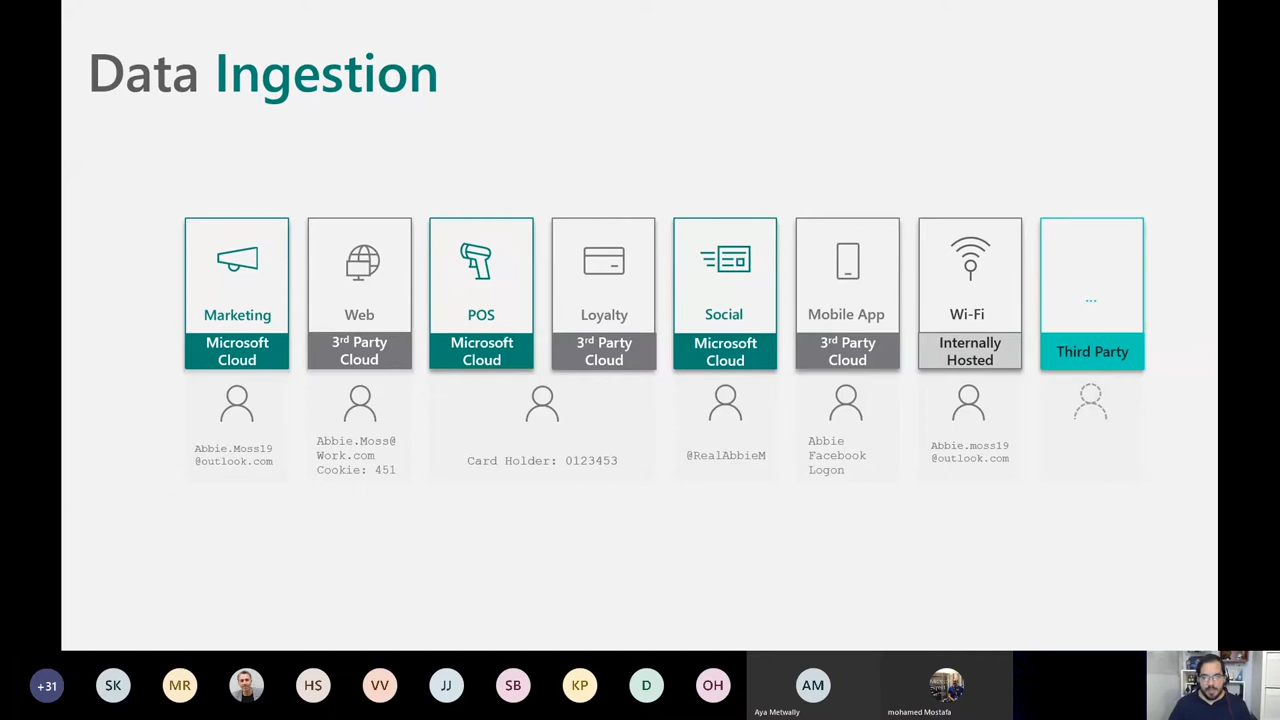 Data Ingestion
Marketing
Microsoft
Cloud
Abbie.Moss19
@outlook.com
Web
3rd Party
Cloud
Abbie.Moss@
Work.com
Cookie: 451
POS
Microsoft
Cloud
Loyalty
3rd Party
Cloud
Card Holder: 0123453
Social
Microsoft
Cloud
@RealAbbieM
Mobile App
3rd Party
Cloud
Abbie
Facebook
Logon
Wi-Fi
Internally
Hosted
Abbie.moss19
@outlook.com
...
Third Party
+31
SK
MR
HS
VV
JJ
SB
KP
D
OH
AM
Aya Metwally
mohamed Mostafa